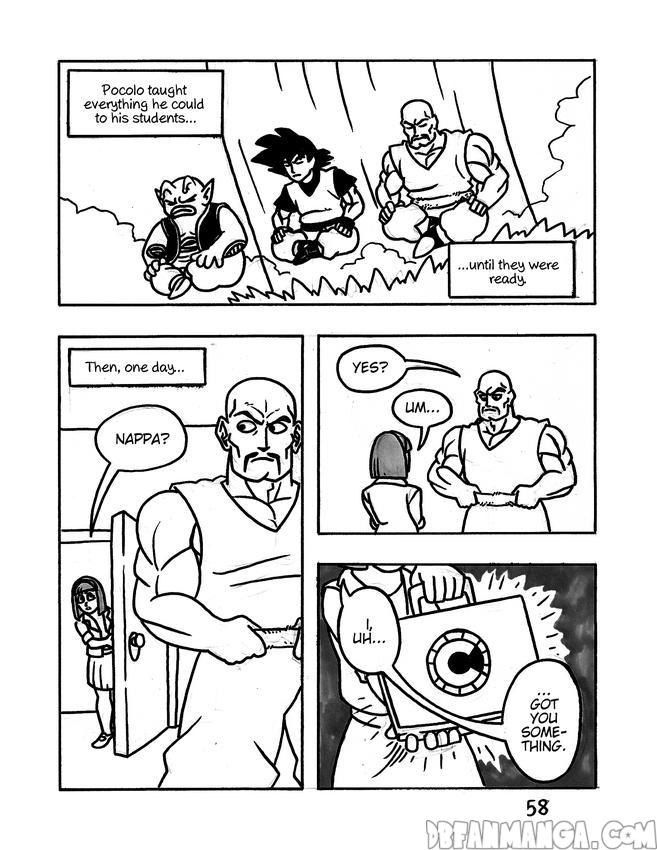 Pocolo taught
everything he could
to his students...
...until they were
ready.
Then, one day...
NAPPA?
YES?
UM...
I,
UH...
...
GOT
YOU
SOME-
THING.
58
DBFANMANGA.COM